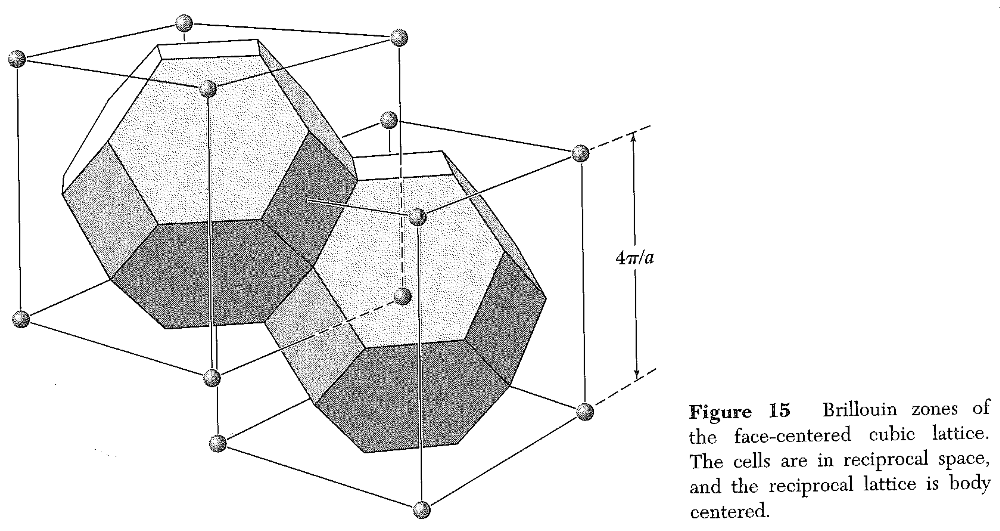 4π/a
Figure 15 Brillouin zones of
the face-centered cubic lattice.
The cells are in reciprocal space,
and the reciprocal lattice is body
centered.